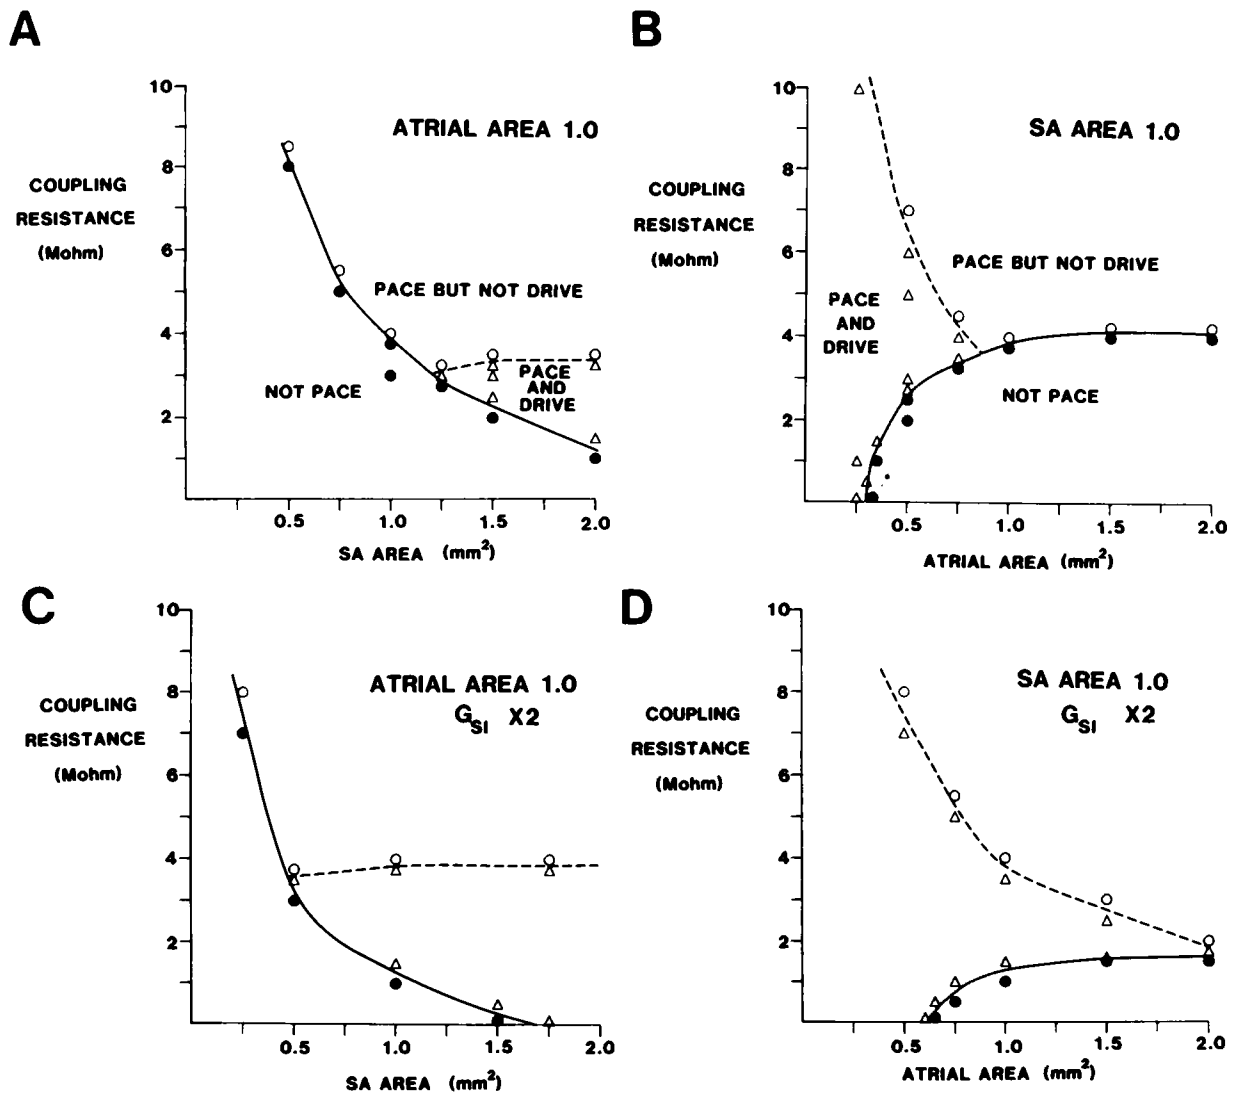 A
10
8
6
4
2
COUPLING
RESISTANCE
(Mohm)
ATRIAL AREA 1.0
PACE BUT NOT DRIVE
NOT PACE
PACE
AND
DRIVE
0.5 1.0 1.5 2.0
SA AREA (mm²)
B
10
8
6
4
2
COUPLING
RESISTANCE
(Mohm)
SA AREA 1.0
PACE BUT NOT DRIVE
PACE
AND
DRIVE
NOT PACE
0.5 1.0 1.5 2.0
ATRIAL AREA (mm²)
C
10
8
6
4
2
COUPLING
RESISTANCE
(Mohm)
ATRIAL AREA 1.0
GSI X2
0.5 1.0 1.5 2.0
SA AREA (mm²)
D
10
8
6
4
2
COUPLING
RESISTANCE
(Mohm)
SA AREA 1.0
GSI X2
0.5 1.0 1.5 2.0
ATRIAL AREA (mm²)